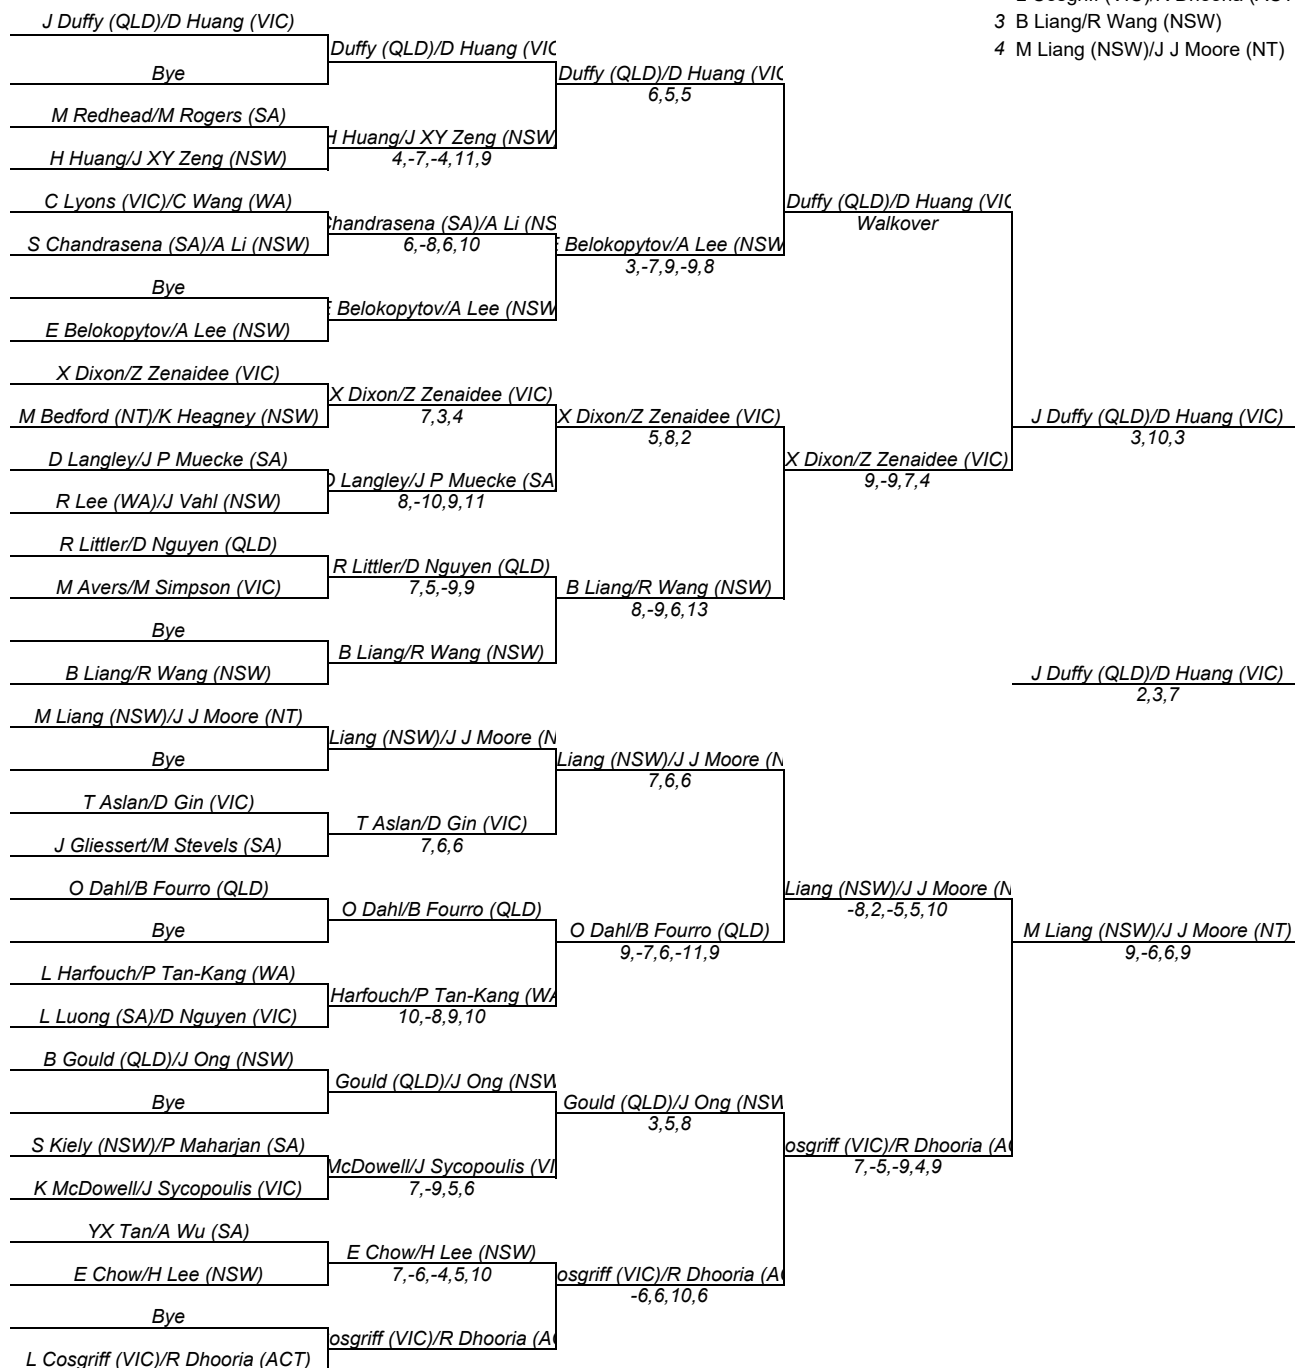 L Cosgriff (VIC)/R Dhooria (ACT
3 B Liang/R Wang (NSW)
4 M Liang (NSW)/J J Moore (NT)
J Duffy (QLD)/D Huang (VIC)
Bye
M Redhead/M Rogers (SA)
H Huang/J XY Zeng (NSW)
C Lyons (VIC)/C Wang (WA)
S Chandrasena (SA)/A Li (NSW)
Bye
E Belokopytov/A Lee (NSW)
X Dixon/Z Zenaidee (VIC)
M Bedford (NT)/K Heagney (NSW)
D Langley/J P Muecke (SA)
R Lee (WA)/J Vahl (NSW)
R Littler/D Nguyen (QLD)
M Avers/M Simpson (VIC)
Bye
B Liang/R Wang (NSW)
M Liang (NSW)/J J Moore (NT)
Bye
T Aslan/D Gin (VIC)
J Gliessert/M Stevels (SA)
O Dahl/B Fourro (QLD)
Bye
L Harfouch/P Tan-Kang (WA)
L Luong (SA)/D Nguyen (VIC)
B Gould (QLD)/J Ong (NSW)
Bye
S Kiely (NSW)/P Maharjan (SA)
K McDowell/J Sycopoulis (VIC)
YX Tan/A Wu (SA)
E Chow/H Lee (NSW)
Bye
L Cosgriff (VIC)/R Dhooria (ACT)
Duffy (QLD)/D Huang (VIC
H Huang/J XY Zeng (NSW
4,-7,-4,11,9
Chandrasena (SA)/A Li (NS
6,-8,6,10
E Belokopytov/A Lee (NSW
X Dixon/Z Zenaidee (VIC)
7,3,4
D Langley/J P Muecke (SA
8,-10,9,11
R Littler/D Nguyen (QLD)
7,5,-9,9
B Liang/R Wang (NSW)
Liang (NSW)/J J Moore (N
T Aslan/D Gin (VIC)
7,6,6
O Dahl/B Fourro (QLD)
Harfouch/P Tan-Kang (WA
10,-8,9,10
Gould (QLD)/J Ong (NSW
McDowell/J Sycopoulis (VI
7,-9,5,6
E Chow/H Lee (NSW)
7,-6,-4,5,10
osgriff (VIC)/R Dhooria (AC
Duffy (QLD)/D Huang (VIC
6,5,5
E Belokopytov/A Lee (NSW
3,-7,9,-9,8
X Dixon/Z Zenaidee (VIC)
5,8,2
B Liang/R Wang (NSW)
8,-9,6,13
Liang (NSW)/J J Moore (N
7,6,6
O Dahl/B Fourro (QLD)
9,-7,6,-11,9
Gould (QLD)/J Ong (NSW
3,5,8
osgriff (VIC)/R Dhooria (AC
-6,6,10,6
Duffy (QLD)/D Huang (VIC
Walkover
X Dixon/Z Zenaidee (VIC)
9,-9,7,4
Liang (NSW)/J J Moore (N
-8,2,-5,5,10
osgriff (VIC)/R Dhooria (AC
7,-5,-9,4,9
J Duffy (QLD)/D Huang (VIC)
3,10,3
J Duffy (QLD)/D Huang (VIC)
2,3,7
M Liang (NSW)/J J Moore (NT)
9,-6,6,9